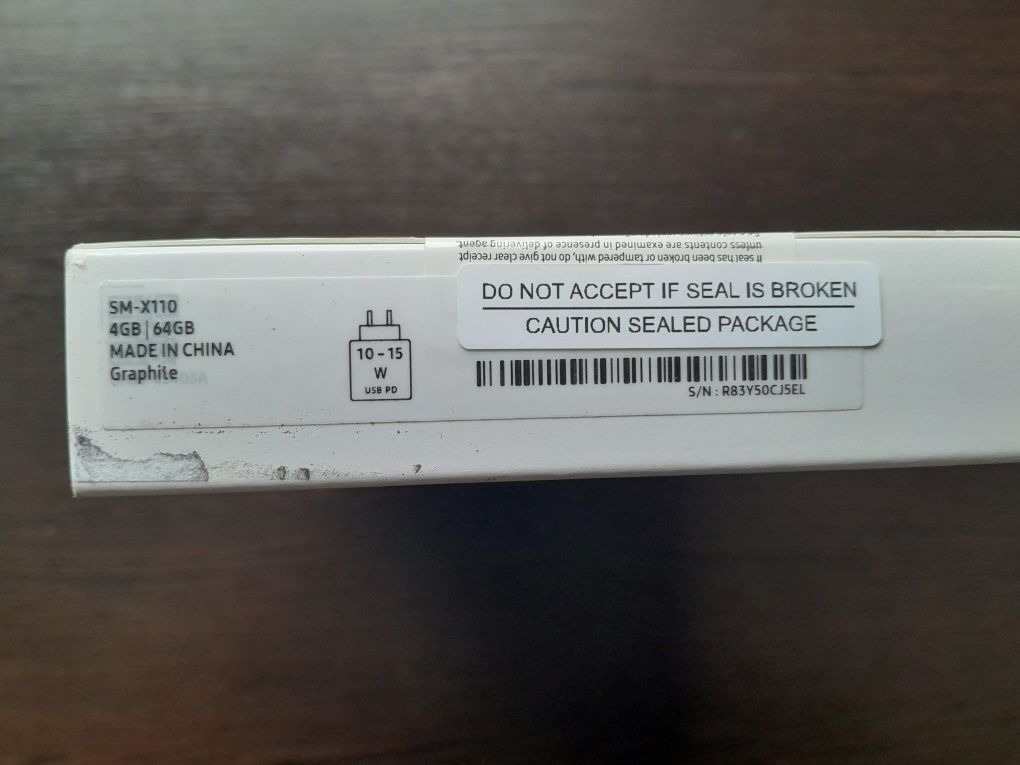 SM-X110
4GB | 64GB
MADE IN CHINA
Graphite
10 - 15
W
USB PD
If seal has been broken or tampered with, do not give clear receipt
unless contents are examined in presence of delivering agent.
DO NOT ACCEPT IF SEAL IS BROKEN
CAUTION SEALED PACKAGE
S/N : R83Y50CJ5EL